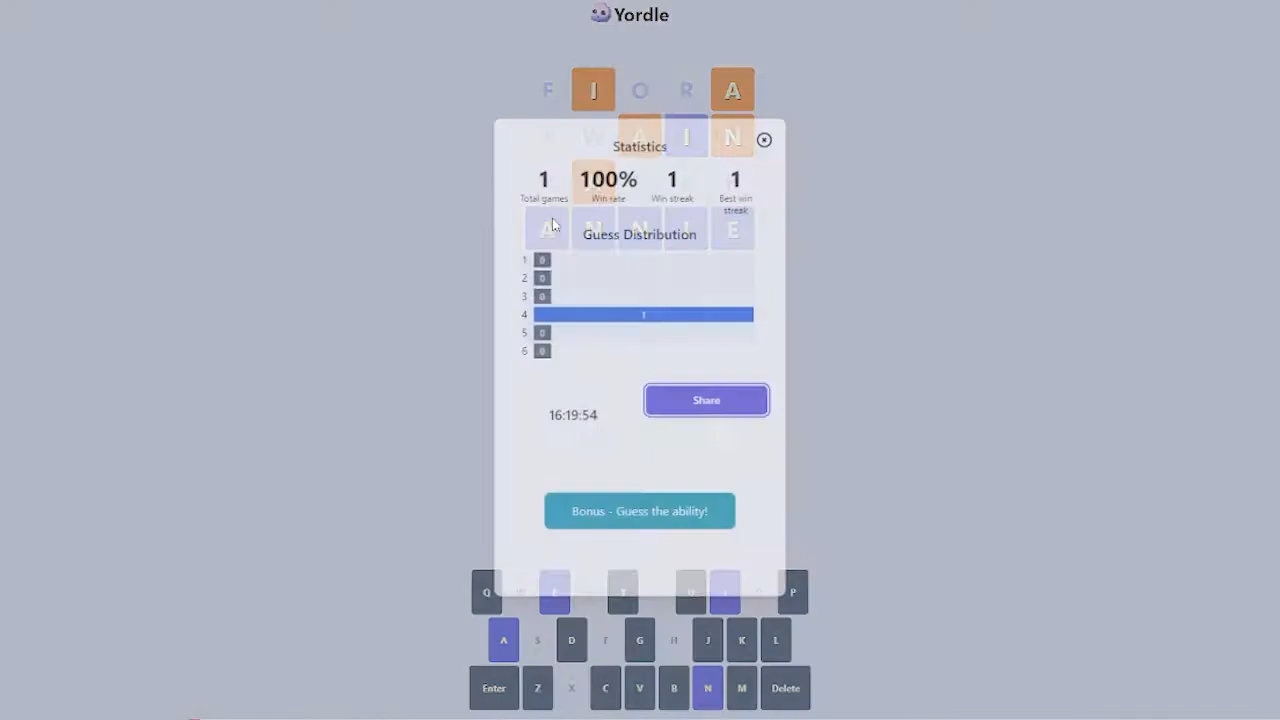 Yordle
F I O R A
W A I N
Statistics
1 100% 1 1
Total games Win rate Win streak Best win streak
A N N I E
Guess Distribution
1 0
2 0
3 0
4 1
5 0
6 0
Share
16:19:54
Bonus - Guess the ability!
Q W E T U I O P
A S D F G H J K L
Enter Z X C V B N M Delete